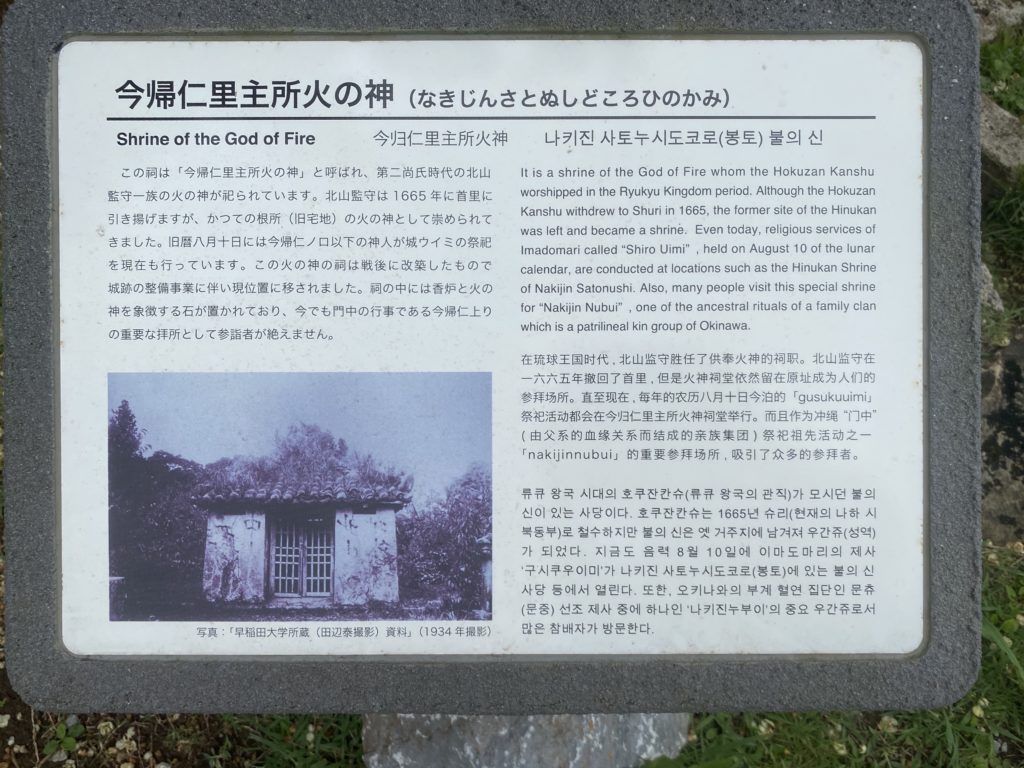 今帰仁里主所火の神（なきじんさとぬしどころひのかみ）
Shrine of the God of Fire 今归仁里主所火神 나키진 사토누시도코로(봉토) 불의 신
この祠は「今帰仁里主所火の神」と呼ばれ、第二尚氏時代の北山
監守一族の火の神が祀られています。北山監守は 1665 年に首里に
引き揚げますが、かつての根所（旧宅地）の火の神として崇められて
きました。旧暦八月十日には今帰仁ノロ以下の神人が城ウイミの祭祀
を現在も行っています。この火の神の祠は戦後に改築したもので
城跡の整備事業に伴い現位置に移されました。祠の中には香炉と火の
神を象徴する石が置かれており、今でも門中の行事である今帰仁上り
の重要な拝所として参詣者が絶えません。
写真：「早稲田大学所蔵（田辺泰撮影）資料」（1934 年撮影）
It is a shrine of the God of Fire whom the Hokuzan Kanshu
worshipped in the Ryukyu Kingdom period. Although the Hokuzan
Kanshu withdrew to Shuri in 1665, the former site of the Hinukan
was left and became a shrine. Even today, religious services of
Imadomari called “Shiro Uimi” , held on August 10 of the lunar
calendar, are conducted at locations such as the Hinukan Shrine
of Nakijin Satonushi. Also, many people visit this special shrine
for “Nakijin Nubui” , one of the ancestral rituals of a family clan
which is a patrilineal kin group of Okinawa.
在琉球王国时代 , 北山监守胜任了供奉火神的祠职。北山监守在
一六六五年撤回了首里 , 但是火神祠堂依然留在原址成为人们的
参拜场所。直至现在 , 每年的农历八月十日今泊的「gusukuuimi」
祭祀活动都会在今归仁里主所火神祠堂举行。而且作为冲绳 “门中”
( 由父系的血缘关系而结成的亲族集团 ) 祭祀祖先活动之一
「nakijinnubui」的重要参拜场所 , 吸引了众多的参拜者。
류큐 왕국 시대의 호쿠잔칸슈(류큐 왕국의 관직)가 모시던 불의
신이 있는 사당이다. 호쿠잔칸슈는 1665년 슈리(현재의 나하 시
북동부)로 철수하지만 불의 신은 옛 거주지에 남겨져 우간쥬(성역)
가 되었다. 지금도 음력 8월 10일에 이마도마리의 제사
‘구시쿠우이미’가 나키진 사토누시도코로(봉토)에 있는 불의 신
사당 등에서 열린다. 또한, 오키나와의 부계 혈연 집단인 문츄
(문중) 선조 제사 중에 하나인 ‘나키진누부이’의 중요 우간쥬로서
많은 참배자가 방문한다.